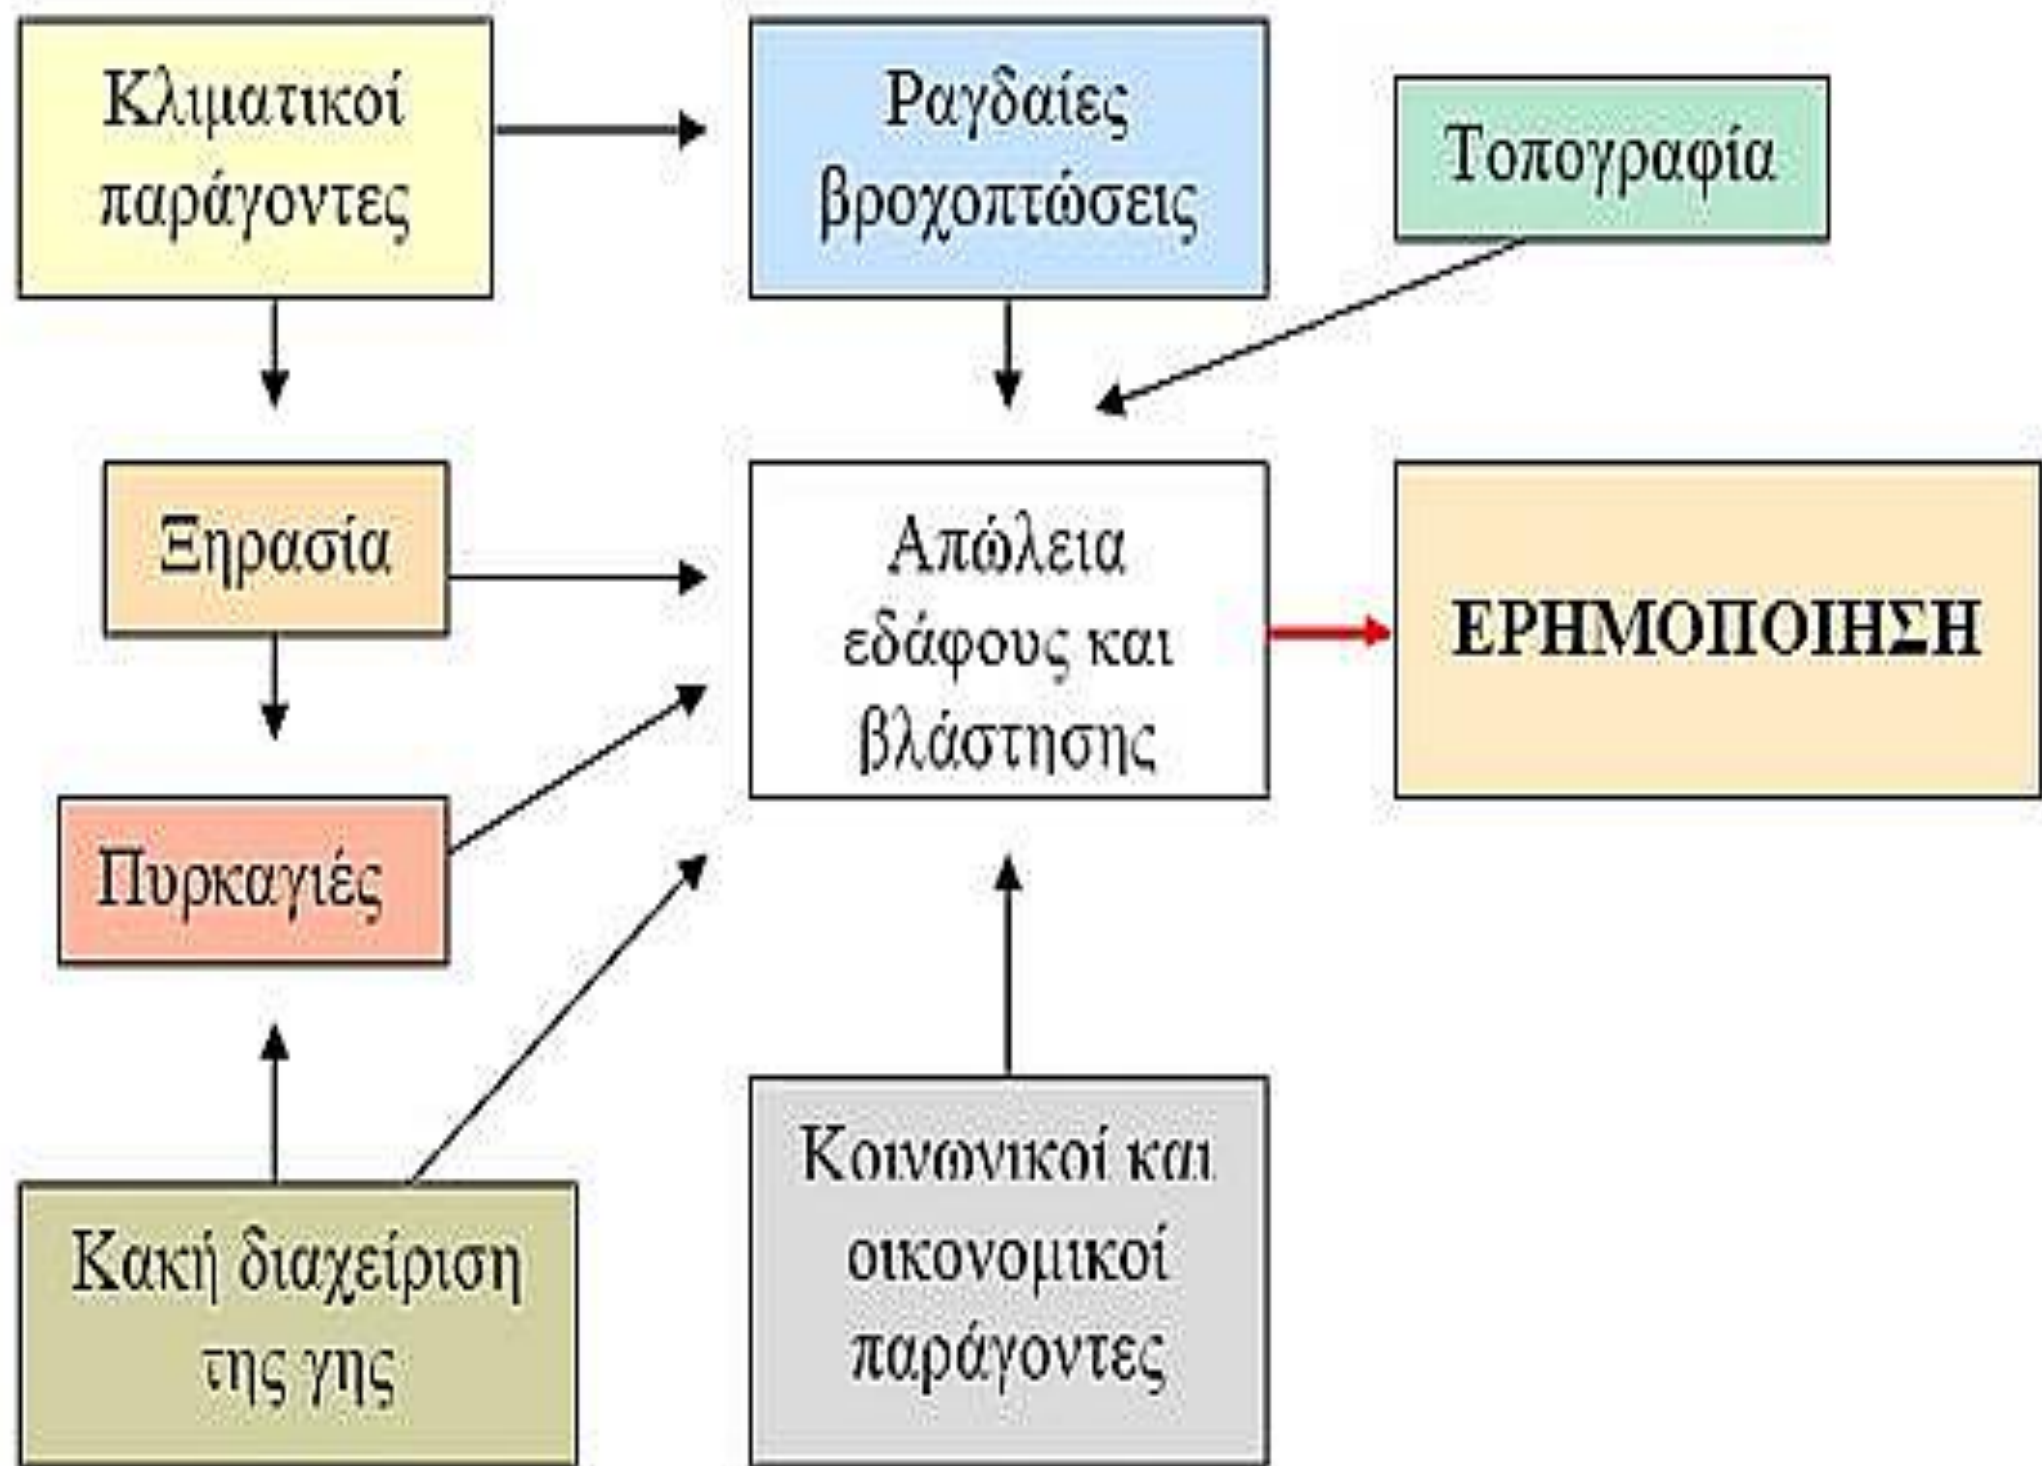 Κλιματικοί
παράγοντες
Ραγδαίες
βροχοπτώσεις
Τοπογραφία
Ξηρασία
Απώλεια
εδάφους και
βλάστησης
ΕΡΗΜΟΠΟΙΗΣΗ
Πυρκαγιές
Κακή διαχείριση
της γης
Κοινωνικοί και
οικονομικοί
παράγοντες